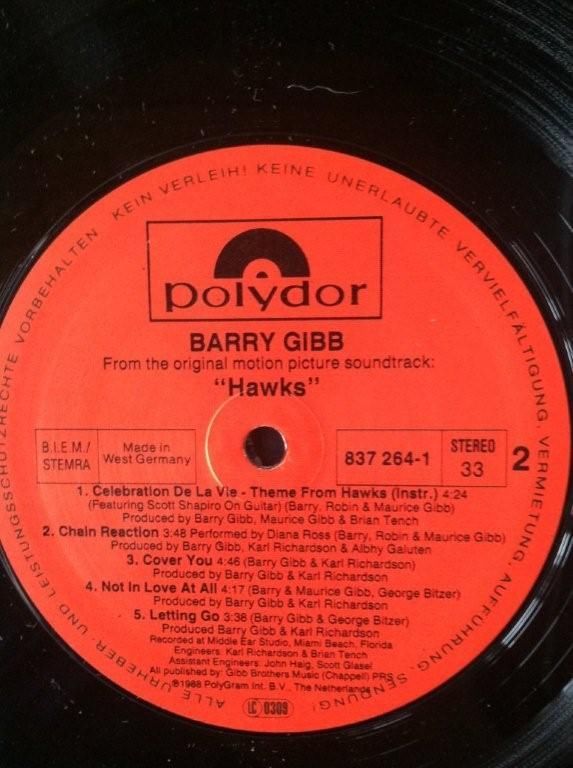 ALLE URHEBER- UND LEISTUNGSSCHUTZRECHTE VORBEHALTEN KEIN VERLEIH! KEINE UNERLAUBTE VERVIELFÄLTIGUNG, VERMIETUNG, AUFFÜHRUNG, SENDUNG!
polydor
BARRY GIBB
From the original motion picture soundtrack:
"Hawks"
B.I.E.M./
STEMRA
Made in
West Germany
837 264-1
STEREO
33
2
1. Celebration De La Vie - Theme From Hawks (Instr.) 4:24
(Featuring Scott Shapiro On Guitar) (Barry, Robin & Maurice Gibb)
Produced by Barry Gibb, Maurice Gibb & Brian Tench
2. Chain Reaction 3:48 Performed by Diana Ross (Barry, Robin & Maurice Gibb)
Produced by Barry Gibb, Karl Richardson & Albhy Galuten
3. Cover You 4:46 (Barry Gibb & Karl Richardson)
Produced by Barry Gibb & Karl Richardson
4. Not In Love At All 4:17 (Barry & Maurice Gibb, George Bitzer)
Produced by Barry Gibb & Karl Richardson
5. Letting Go 3:38 (Barry Gibb & George Bitzer)
Produced Barry Gibb & Karl Richardson
Recorded at Middle Ear Studio, Miami Beach, Florida
Engineers: Karl Richardson & Brian Tench
Assistant Engineers: John Haig, Scott Glasel
All published by: Gibb Brothers Music (Chappell) PRS
℗1988 PolyGram Int. B.V., The Netherlands
LC 0309